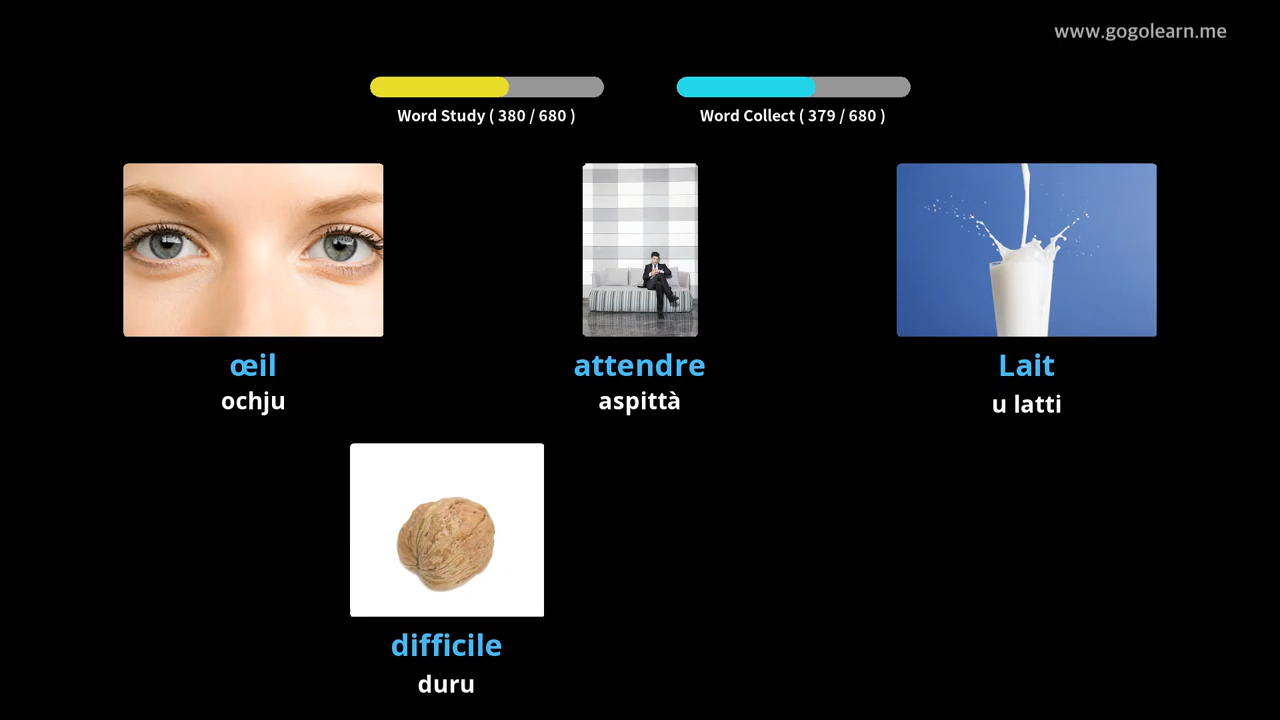 www.gogolearn.me
Word Study ( 380 / 680 )
Word Collect ( 379 / 680 )
œil
ochju
attendre
aspittà
Lait
u latti
difficile
duru